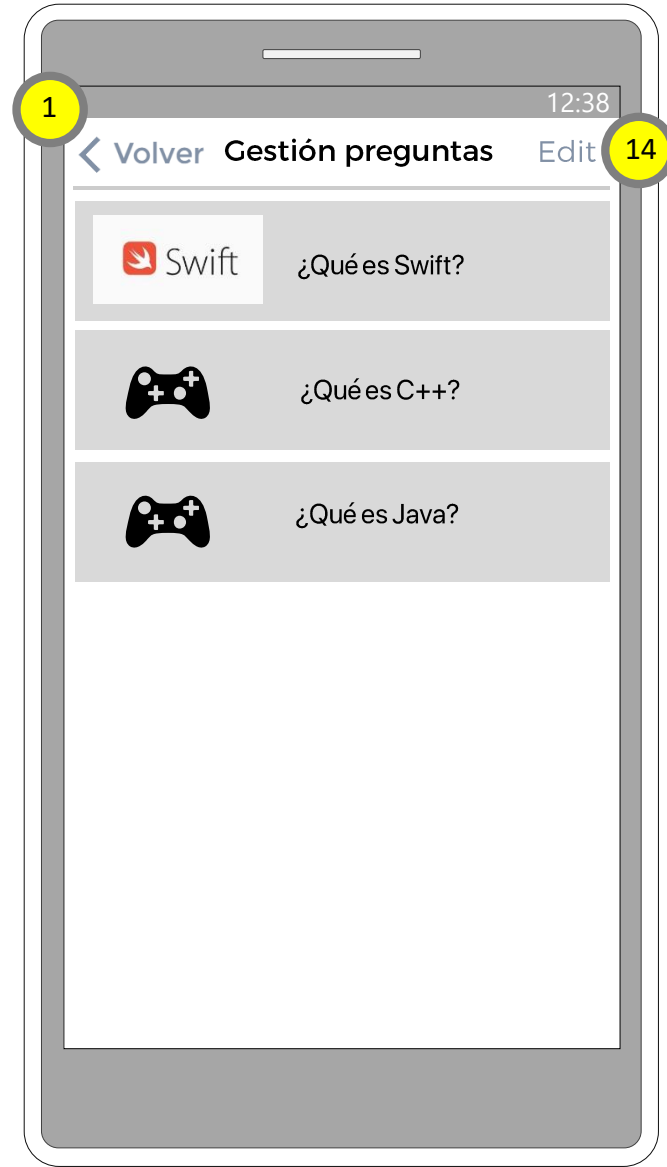 12:38
1
Volver Gestión preguntas Edit 14
Swift ¿Qué es Swift?
¿Qué es C++?
¿Qué es Java?